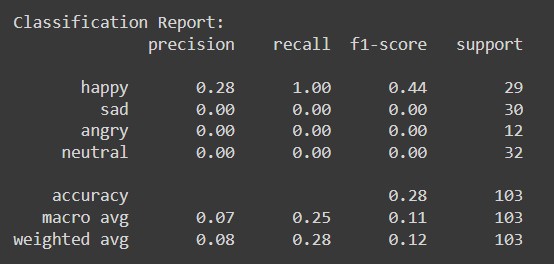 Classification Report:
precision recall f1-score support
happy 0.28 1.00 0.44 29
sad 0.00 0.00 0.00 30
angry 0.00 0.00 0.00 12
neutral 0.00 0.00 0.00 32
accuracy 0.28 103
macro avg 0.07 0.25 0.11 103
weighted avg 0.08 0.28 0.12 103